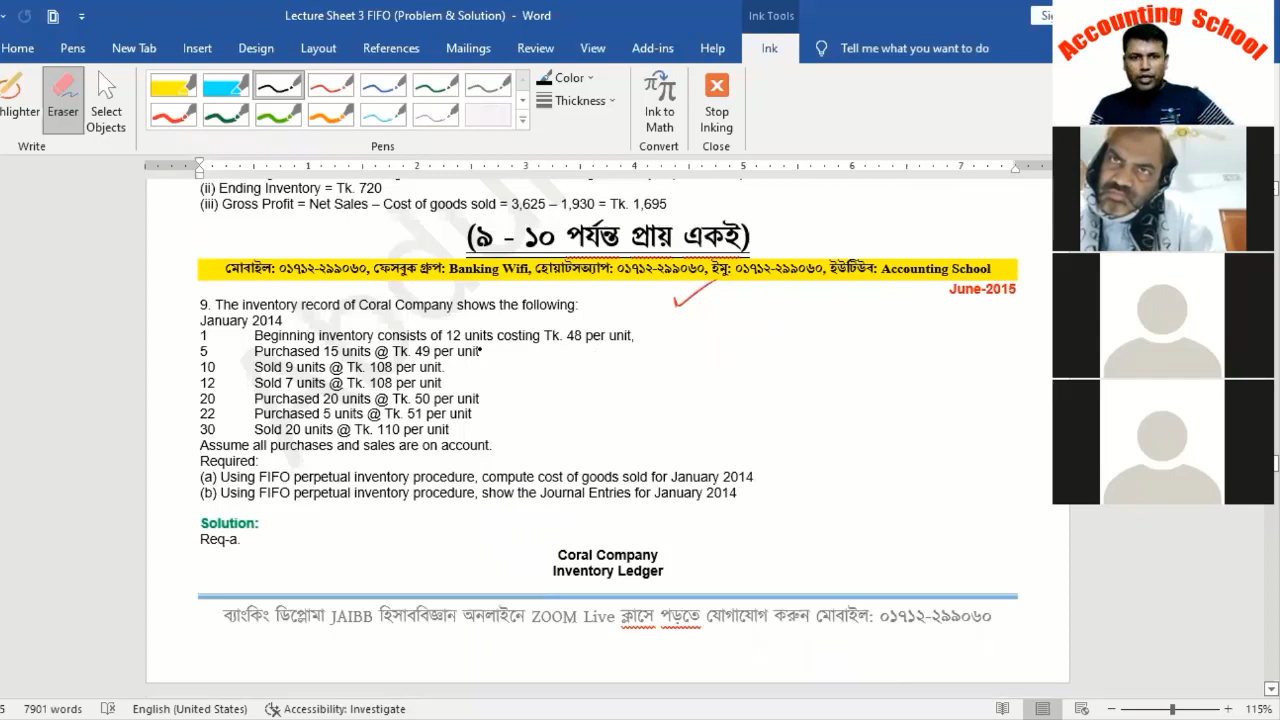 Lecture Sheet 3 FIFO (Problem & Solution) - Word
Ink Tools
Home Pens New Tab Insert Design Layout References Mailings Review View Add-ins Help Ink Tell me what you want to do
Eraser
Select Objects
Color
Thickness
Ink to Math
Stop Inking
Write
Pens
Convert
Close
1 2 3 4 5 6 7
(ii) Ending Inventory = Tk. 720
(iii) Gross Profit = Net Sales – Cost of goods sold = 3,625 – 1,930 = Tk. 1,695
(৯ - ১০ পর্যন্ত প্রায় একই)
মোবাইল: ০১৭১২-২৯৯০৬০, ফেসবুক গ্রুপ: Banking Wifi, হোয়াটসঅ্যাপ: ০১৭১২-২৯৯০৬০, ইমু: ০১৭১২-২৯৯০৬০, ইউটিউব: Accounting School
June-2015
9. The inventory record of Coral Company shows the following:
January 2014
1 Beginning inventory consists of 12 units costing Tk. 48 per unit,
5 Purchased 15 units @ Tk. 49 per unit
10 Sold 9 units @ Tk. 108 per unit.
12 Sold 7 units @ Tk. 108 per unit
20 Purchased 20 units @ Tk. 50 per unit
22 Purchased 5 units @ Tk. 51 per unit
30 Sold 20 units @ Tk. 110 per unit
Assume all purchases and sales are on account.
Required:
(a) Using FIFO perpetual inventory procedure, compute cost of goods sold for January 2014
(b) Using FIFO perpetual inventory procedure, show the Journal Entries for January 2014
Solution:
Req-a.
Coral Company
Inventory Ledger
ব্যাংকিং ডিপ্লোমা JAIBB হিসাববিজ্ঞান অনলাইনে ZOOM Live ক্লাসে পড়তে যোগাযোগ করুন মোবাইল: ০১৭১২-২৯৯০৬০
7901 words English (United States) Accessibility: Investigate 115%
Accounting School